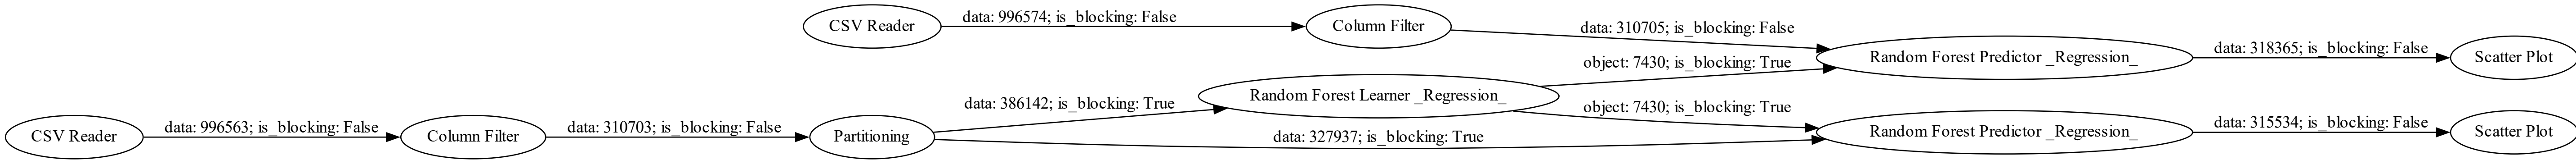 CSV Reader
data: 996574; is_blocking: False
Column Filter
data: 310705; is_blocking: False
object: 7430; is_blocking: True
Random Forest Predictor _Regression_
data: 318365; is_blocking: False
Scatter Plot
CSV Reader
data: 996563; is_blocking: False
Column Filter
data: 310703; is_blocking: False
Partitioning
data: 386142; is_blocking: True
Random Forest Learner _Regression_
object: 7430; is_blocking: True
data: 327937; is_blocking: True
Random Forest Predictor _Regression_
data: 315534; is_blocking: False
Scatter Plot